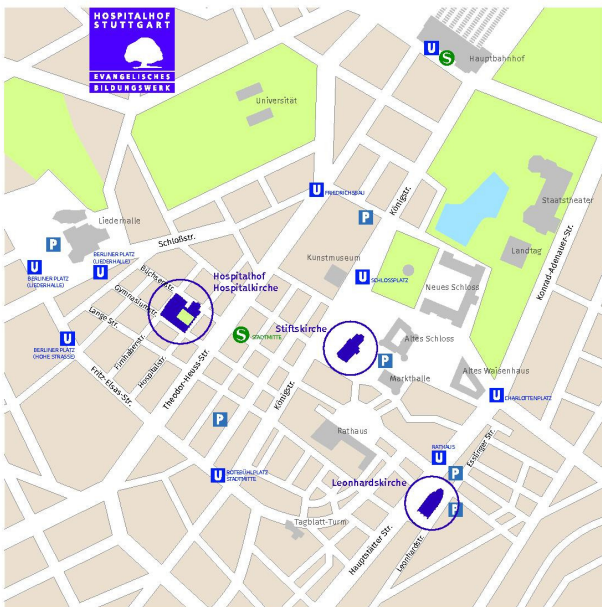 HOSPITALHOF
STUTTGART
EVANGELISCHES
BILDUNGSWERK
U
S
Hauptbahnhof
Universität
Staatstheater
U FRIEDRICHSBAU
Königstr.
P
Liederhalle
P
Schloßstr.
Landtag
Konrad-Adenauer-Str.
BERLINER PLATZ
(LIEDERHALLE)
U
U
BERLINER PLATZ
(LIEDERHALLE)
Kunstmuseum
Büchsenstr.
Hospitalhof
Hospitalkirche
U SCHLOSSPLATZ
Neues Schloss
Gymnasiumstr.
Lange Str.
U
BERLINER PLATZ
(HOHE STRASSE)
Firnhaberstr.
Hospitalstr.
S STADTMITTE
Stiftskirche
Altes Schloss
P
Markthalle
Altes Waisenhaus
Fritz-Elsas-Str.
Theodor-Heuss-Str.
Königstr.
U CHARLOTTENPLATZ
P
Rathaus
RATHAUS
U
Esslinger Str.
U ROTEBÜHLPLATZ
STADTMITTE
P
Leonhardskirche
P
Tagblatt-Turm
Hauptstätter Str.
Leonhardstr.